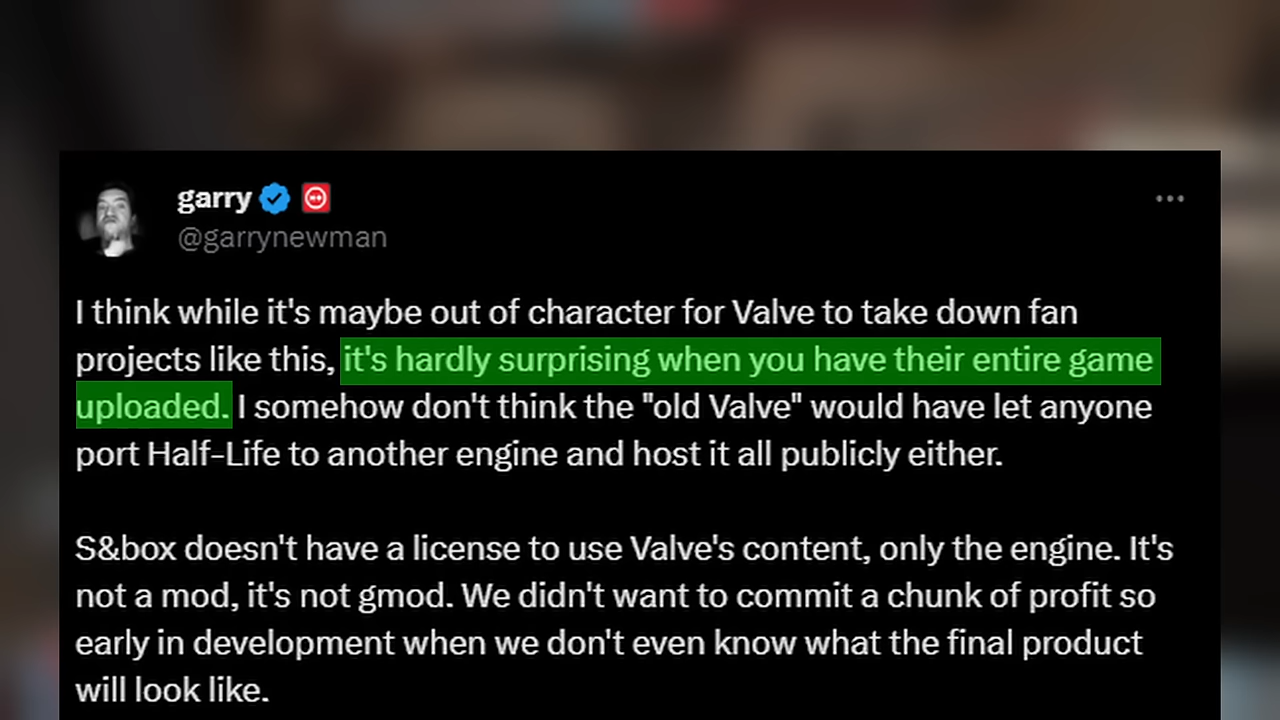 garry
@garrynewman
I think while it's maybe out of character for Valve to take down fan
projects like this, it's hardly surprising when you have their entire game
uploaded. I somehow don't think the "old Valve" would have let anyone
port Half-Life to another engine and host it all publicly either.
S&box doesn't have a license to use Valve's content, only the engine. It's
not a mod, it's not gmod. We didn't want to commit a chunk of profit so
early in development when we don't even know what the final product
will look like.